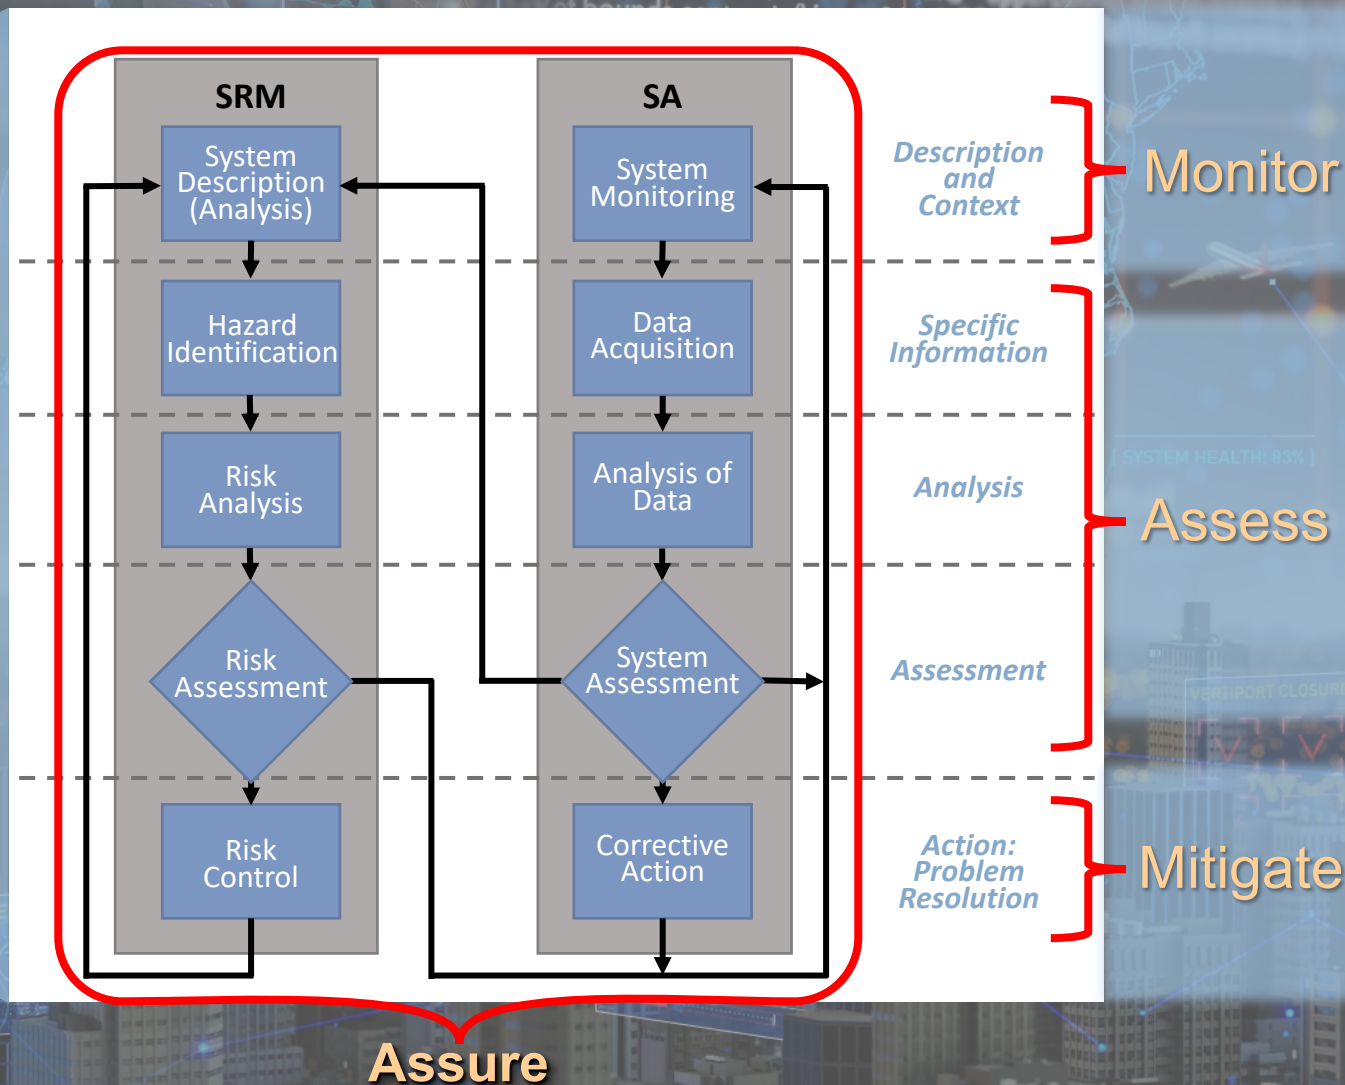 SRM
SA
System
Description
(Analysis)
System
Monitoring
Description
and
Context
Monitor
Hazard
Identification
Data
Acquisition
Specific
Information
Risk
Analysis
Analysis of
Data
Analysis
[ SYSTEM HEALTH: 83% ]
Assess
Risk
Assessment
System
Assessment
Assessment
VERTIPORT CLOSURE
Risk
Control
Corrective
Action
Action:
Problem
Resolution
Mitigate
Assure